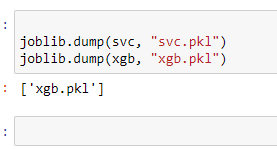 :
joblib.dump(svc, "svc.pkl")
joblib.dump(xgb, "xgb.pkl")
: ['xgb.pkl']
: